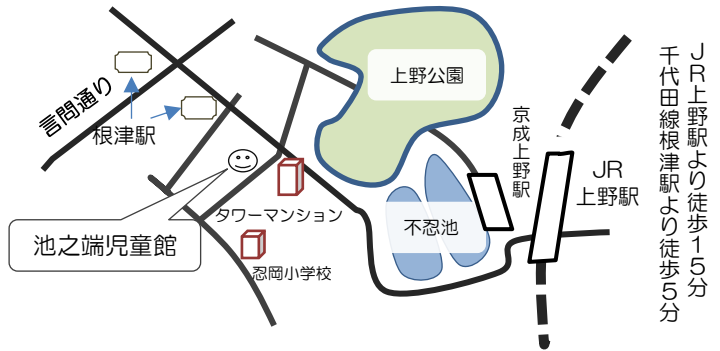 JR上野駅より徒歩15分
千代田線根津駅より徒歩5分
上野公園
言問通り
根津駅
京成上野駅
JR
上野駅
タワーマンション
不忍池
池之端児童館
忍岡小学校